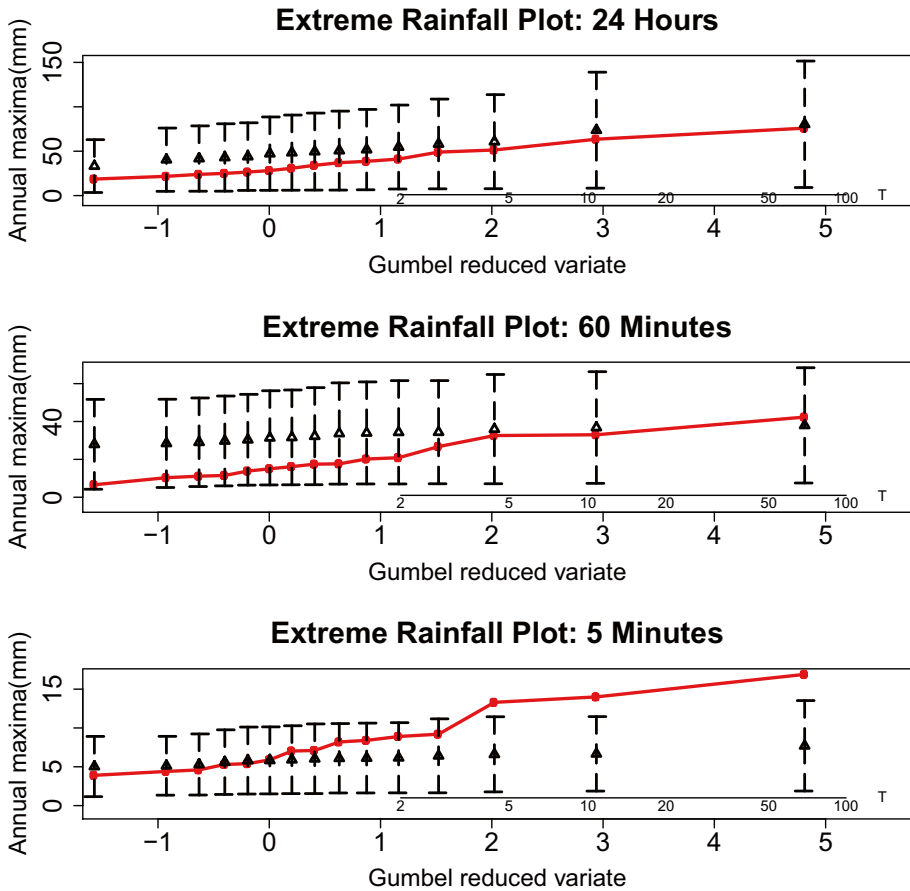 Extreme Rainfall Plot: 24 Hours
Annual maxima(mm)
150
50
0
2 5 10 20 50 100 T
−1 0 1 2 3 4 5
Gumbel reduced variate
Extreme Rainfall Plot: 60 Minutes
Annual maxima(mm)
40
0
2 5 10 20 50 100 T
−1 0 1 2 3 4 5
Gumbel reduced variate
Extreme Rainfall Plot: 5 Minutes
Annual maxima(mm)
15
5
0
2 5 10 20 50 100 T
−1 0 1 2 3 4 5
Gumbel reduced variate